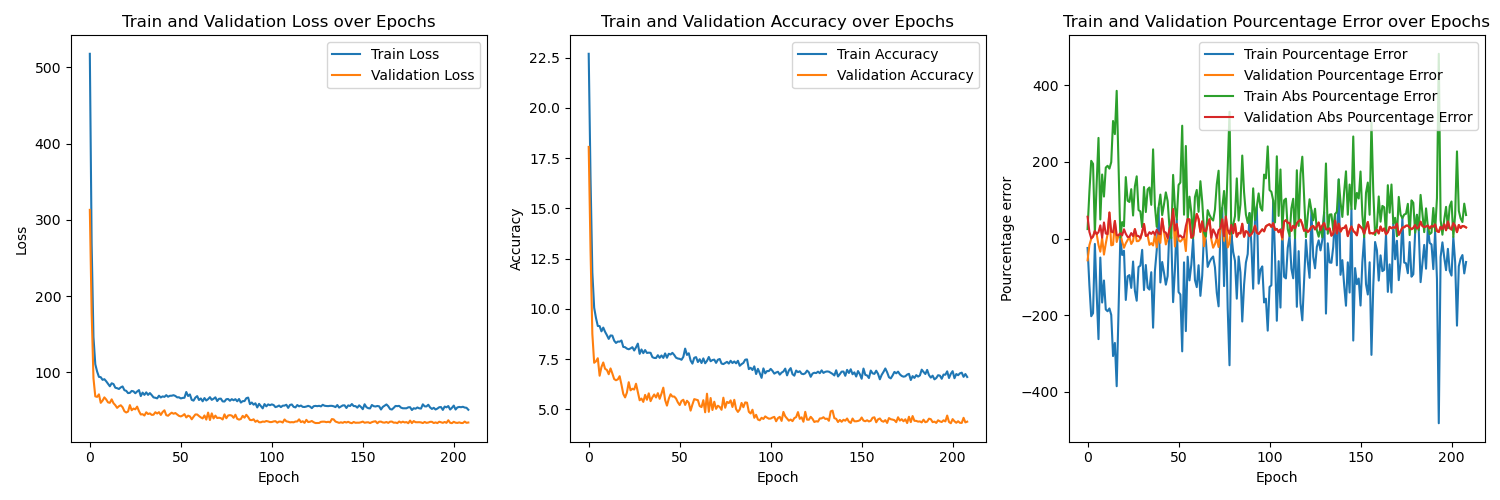 Train and Validation Loss over Epochs
Train Loss
Validation Loss
500
400
300
200
100
Loss
0
50
100
150
200
Epoch
Train and Validation Accuracy over Epochs
Train Accuracy
Validation Accuracy
22.5
20.0
17.5
15.0
12.5
10.0
7.5
5.0
Accuracy
0
50
100
150
200
Epoch
Train and Validation Pourcentage Error over Epochs
Train Pourcentage Error
Validation Pourcentage Error
Train Abs Pourcentage Error
Validation Abs Pourcentage Error
400
200
0
−200
−400
Pourcentage error
0
50
100
150
200
Epoch